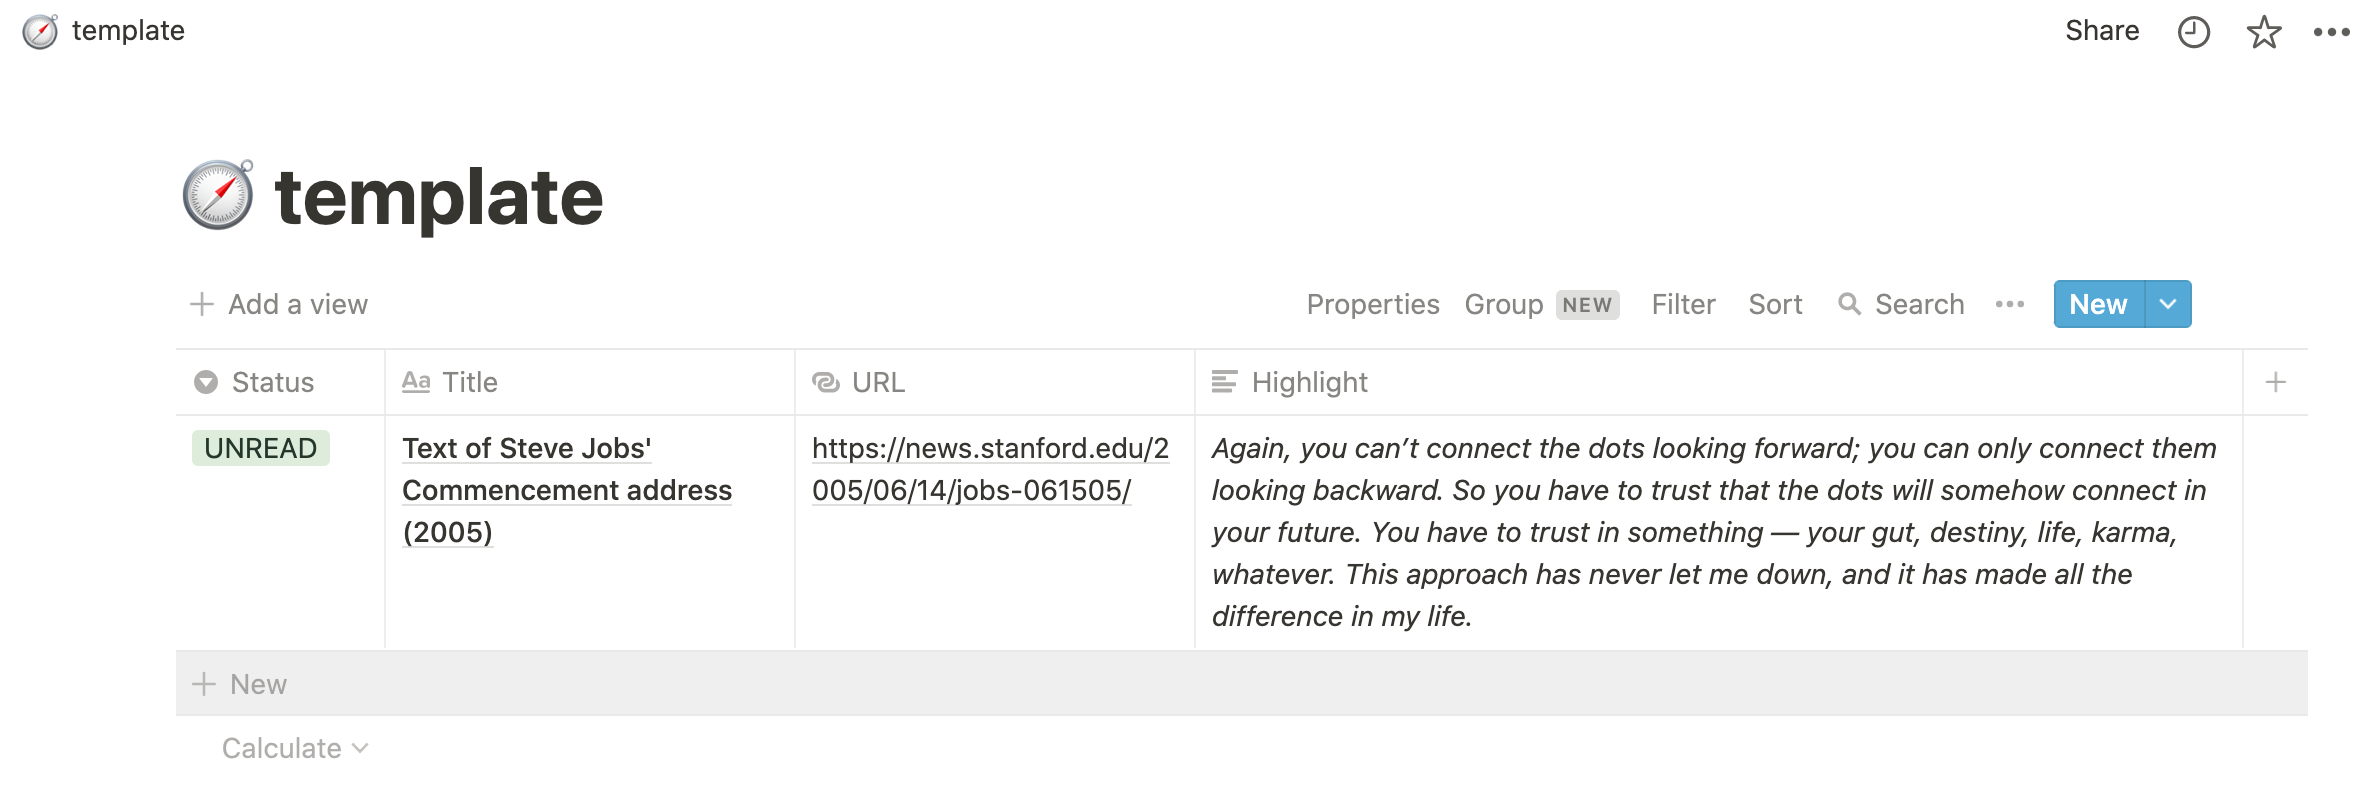 template
Share
template
Add a view
Properties Group NEW Filter Sort Search New
Status Aa Title URL Highlight
UNREAD
Text of Steve Jobs'
Commencement address
(2005)
https://news.stanford.edu/2
005/06/14/jobs-061505/
Again, you can’t connect the dots looking forward; you can only connect them
looking backward. So you have to trust that the dots will somehow connect in
your future. You have to trust in something — your gut, destiny, life, karma,
whatever. This approach has never let me down, and it has made all the
difference in my life.
New
Calculate